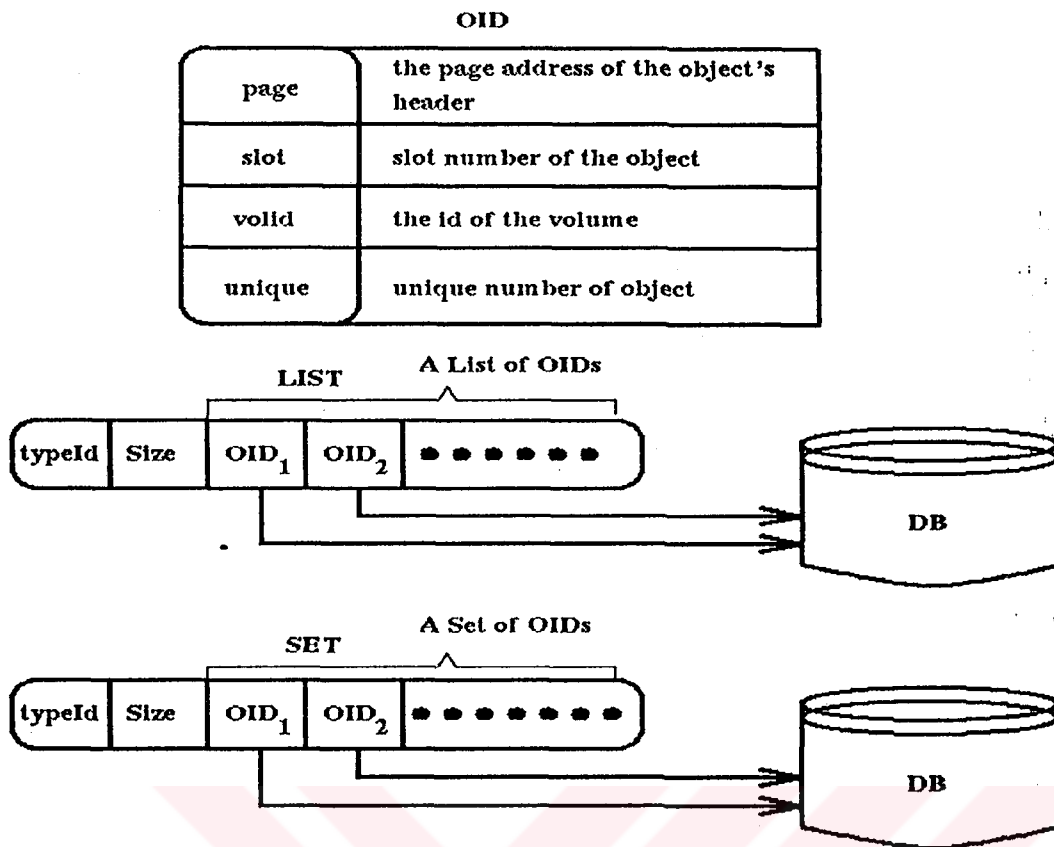 OID
page
the page address of the object's
header
slot
slot number of the object
volid
the id of the volume
unique
unique number of object
LIST
A List of OIDs
typeId Size OID1 OID2
DB
SET
A Set of OIDs
typeId Size OID1 OID2
DB